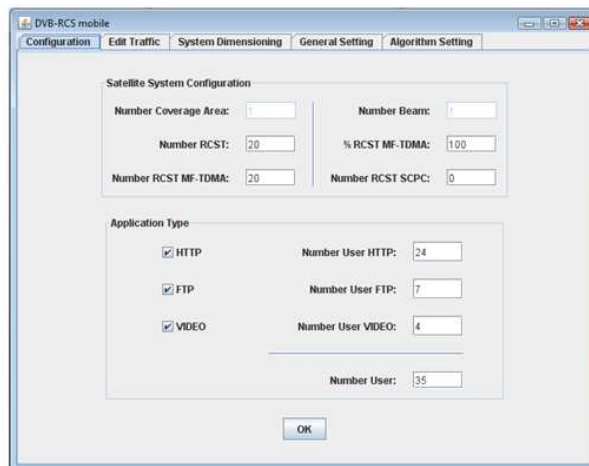 DVB-RCS mobile
Configuration Edit Traffic System Dimensioning General Setting Algorithm Setting
Satellite System Configuration
Number Coverage Area: 1 Number Beam: 1
Number RCST: 20 % RCST MF-TDMA: 100
Number RCST MF-TDMA: 20 Number RCST SCPC: 0
Application Type
HTTP Number User HTTP: 24
FTP Number User FTP: 7
VIDEO Number User VIDEO: 4
Number User: 35
OK